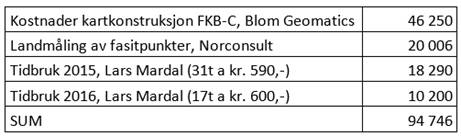 Kostnader kartkonstruksjon FKB-C, Blom Geomatics 46 250
Landmåling av fasitpunkter, Norconsult 20 006
Tidbruk 2015, Lars Mardal (31t a kr. 590,-) 18 290
Tidbruk 2016, Lars Mardal (17t a kr. 600,-) 10 200
SUM 94 746